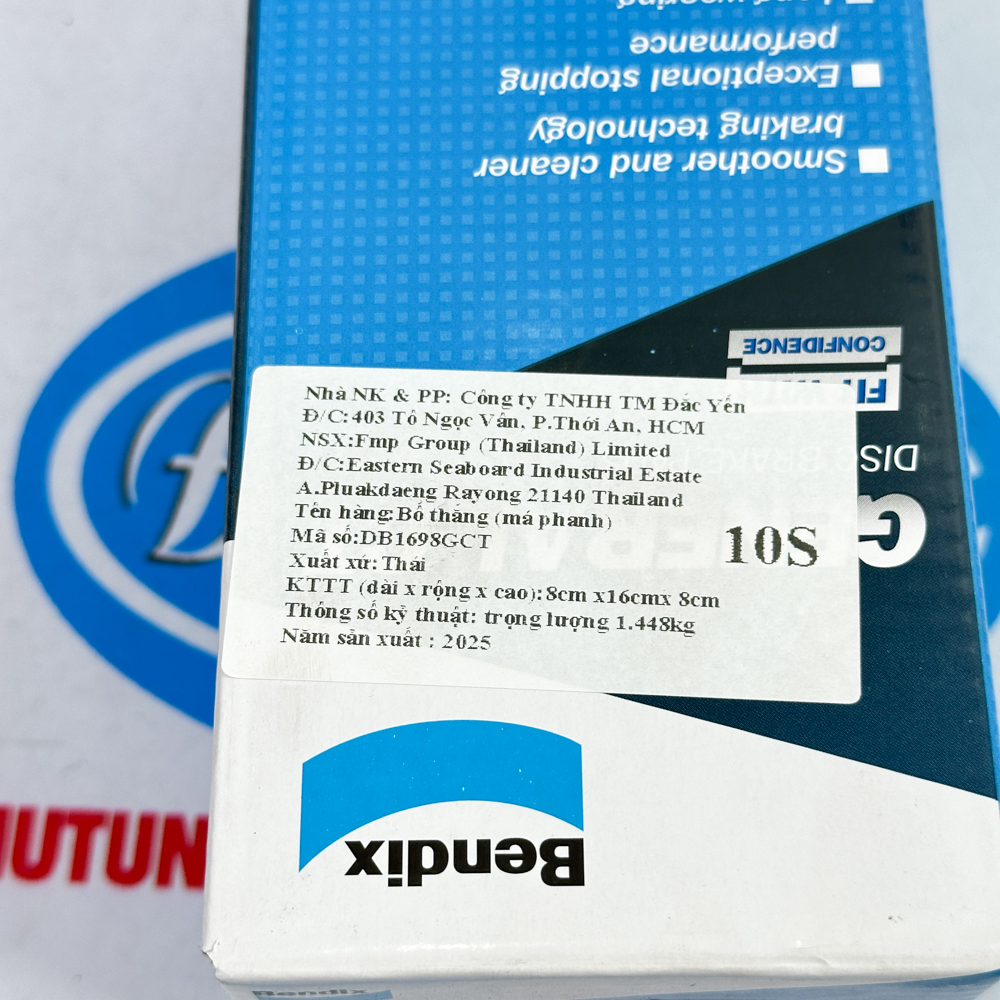 Smoother and cleaner
braking technology
Exceptional stopping
performance
CONFIDENCE
Nhà NK & PP: Công ty TNHH TM Đắc Yến
Đ/C:403 Tô Ngọc Vân, P.Thới An, HCM
NSX:Fmp Group (Thailand) Limited
Đ/C:Eastern Seaboard Industrial Estate
A.Pluakdaeng Rayong 21140 Thailand
Tên hàng:Bố thắng (má phanh)
Mã số:DB1698GCT
Xuất xứ: Thái
KTTT (dài x rộng x cao):8cm x16cmx 8cm
Thông số kỹ thuật: trọng lượng 1.448kg
Năm sản xuất : 2025
10S
Bendix
Bendix